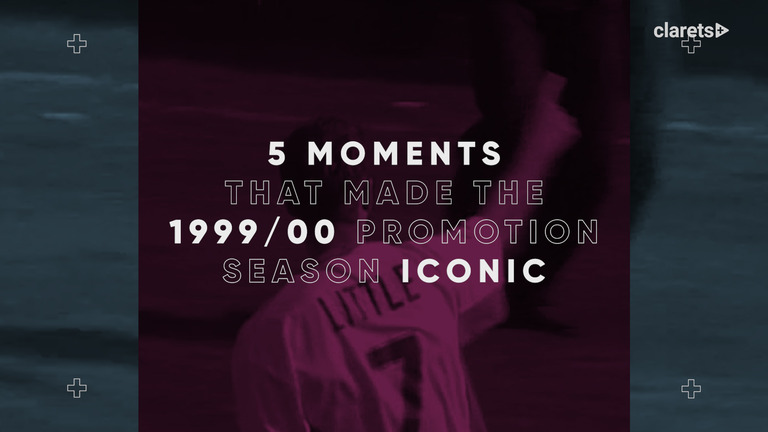 clarets+
5 MOMENTS
THAT MADE THE
1999/00 PROMOTION
SEASON ICONIC
LITTLE
7